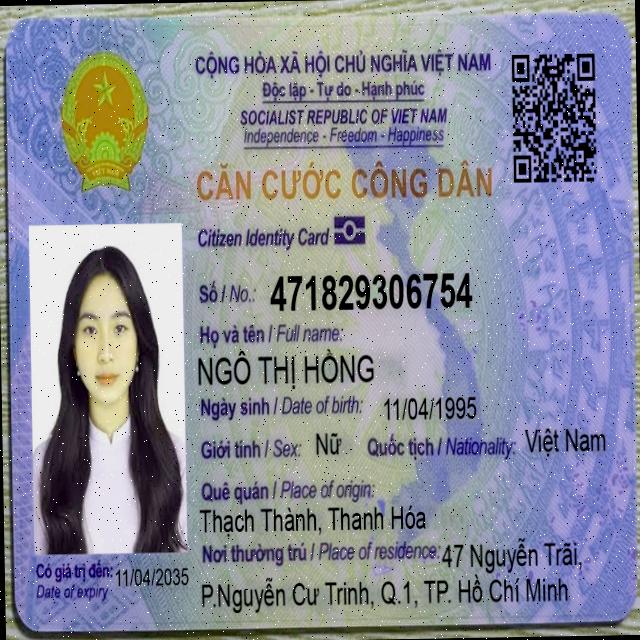 CỘNG HÒA XÃ HỘI CHỦ NGHĨA VIỆT NAM
Độc lập - Tự do - Hạnh phúc
SOCIALIST REPUBLIC OF VIET NAM
Independence - Freedom - Happiness
CĂN CƯỚC CÔNG DÂN
Citizen Identity Card
Số / No.: 471829306754
Họ và tên / Full name:
NGÔ THỊ HỒNG
Ngày sinh / Date of birth: 11/04/1995
Giới tính / Sex: Nữ Quốc tịch / Nationality: Việt Nam
Quê quán / Place of origin:
Thạch Thành, Thanh Hóa
Nơi thường trú / Place of residence: 47 Nguyễn Trãi,
P.Nguyễn Cư Trinh, Q.1, TP. Hồ Chí Minh
Có giá trị đến: 11/04/2035
Date of expiry